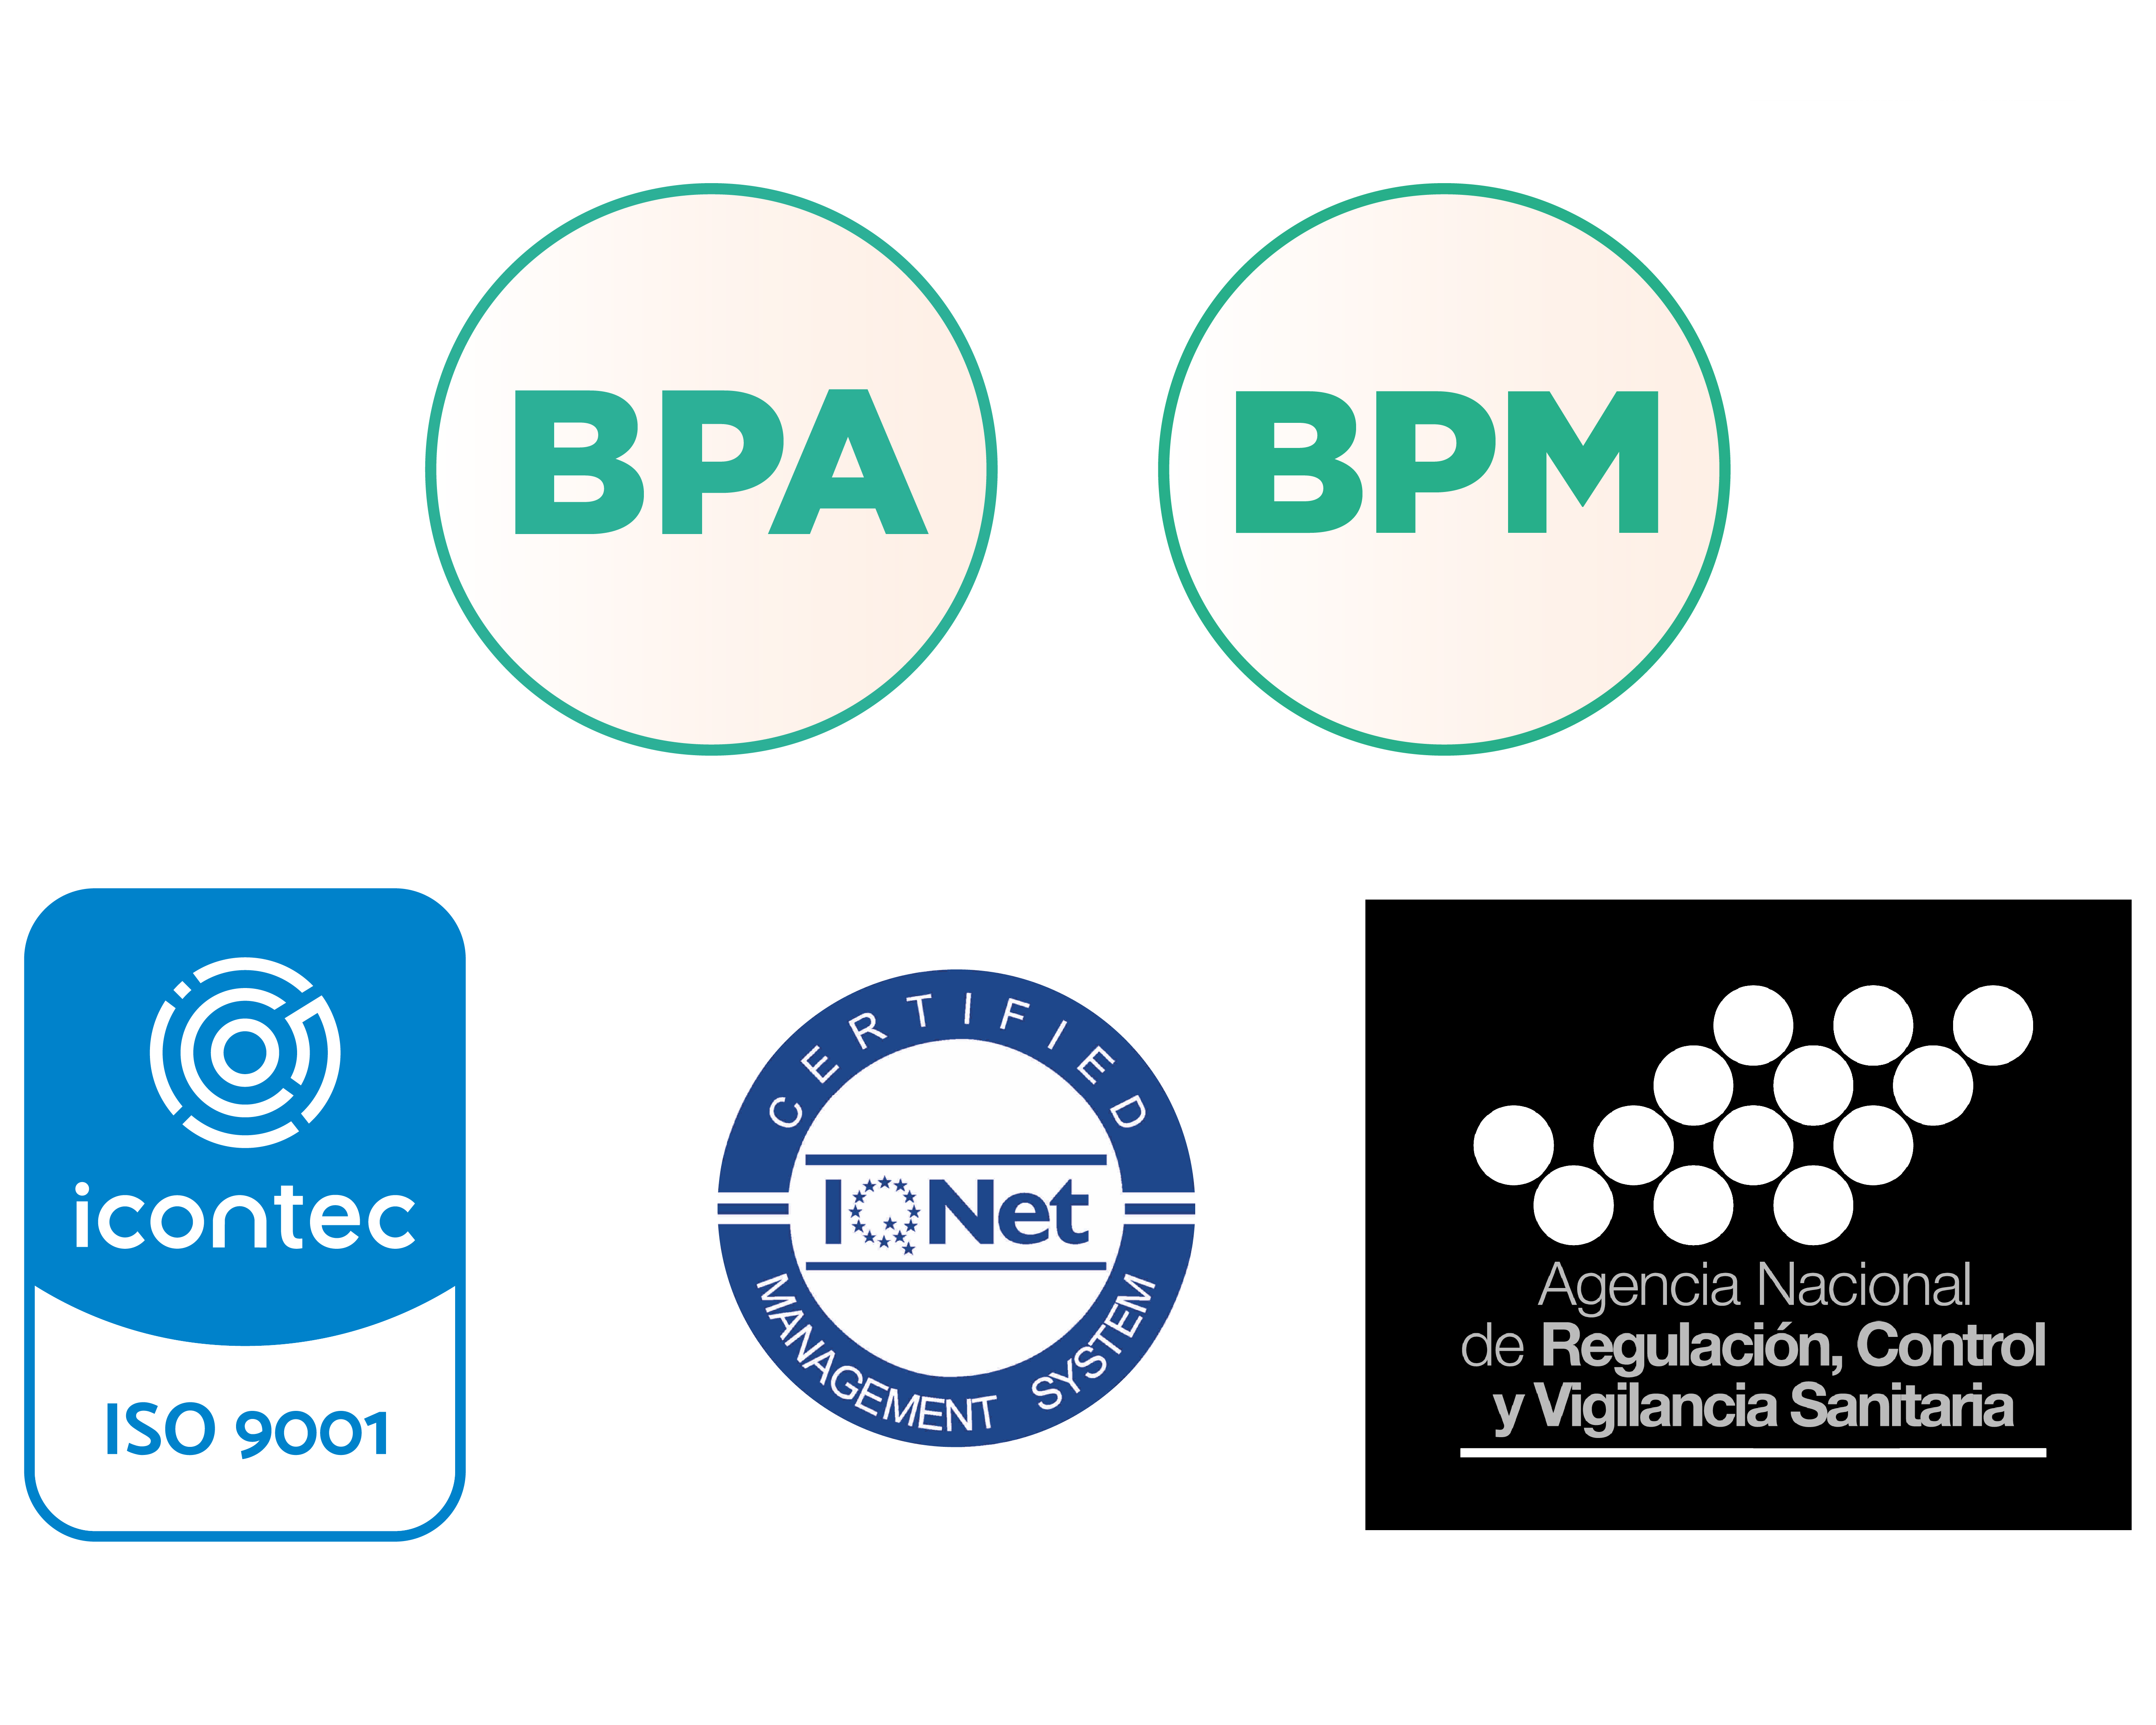 BPA
BPM
icontec
ISO 9001
CERTIFIED
IQNet
MANAGEMENT SYSTEM
Agencia Nacional
de Regulación, Control
y Vigilancia Sanitaria